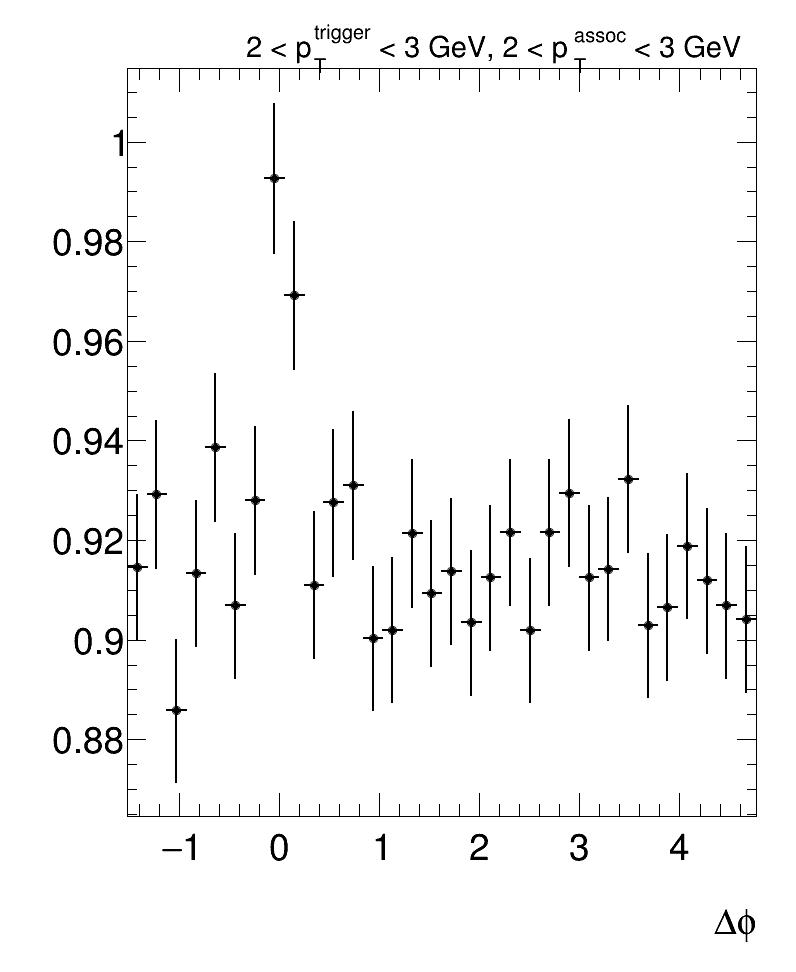 2 < p_T^trigger < 3 GeV, 2 < p_T^assoc < 3 GeV
1
0.98
0.96
0.94
0.92
0.9
0.88
−1 0 1 2 3 4
Δϕ